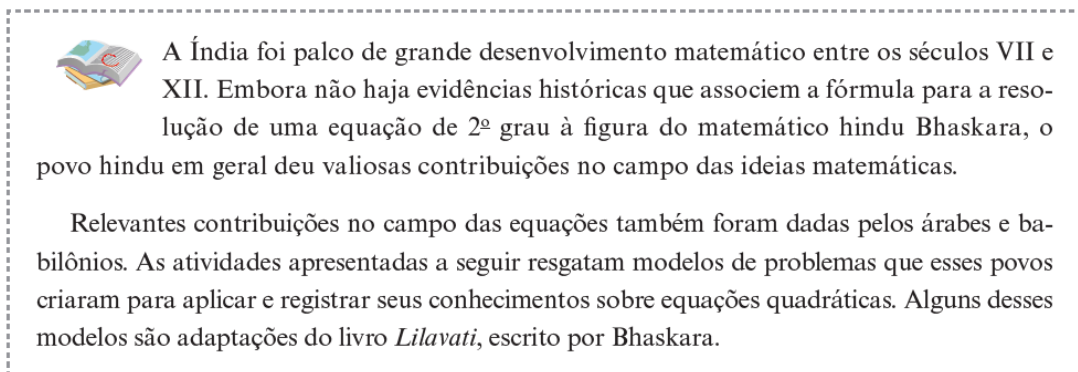 A Índia foi palco de grande desenvolvimento matemático entre os séculos VII e
XII. Embora não haja evidências históricas que associem a fórmula para a reso-
lução de uma equação de 2º grau à figura do matemático hindu Bhaskara, o
povo hindu em geral deu valiosas contribuições no campo das ideias matemáticas.
Relevantes contribuições no campo das equações também foram dadas pelos árabes e ba-
bilônios. As atividades apresentadas a seguir resgatam modelos de problemas que esses povos
criaram para aplicar e registrar seus conhecimentos sobre equações quadráticas. Alguns desses
modelos são adaptações do livro Lilavati, escrito por Bhaskara.